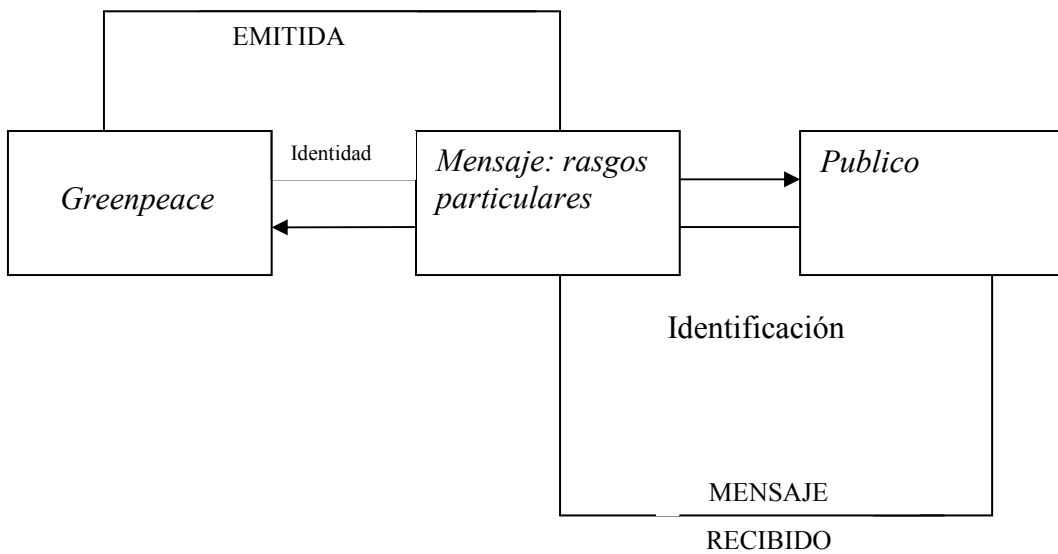 EMITIDA
Identidad
Greenpeace
Mensaje: rasgos
particulares
Publico
Identificación
MENSAJE
RECIBIDO